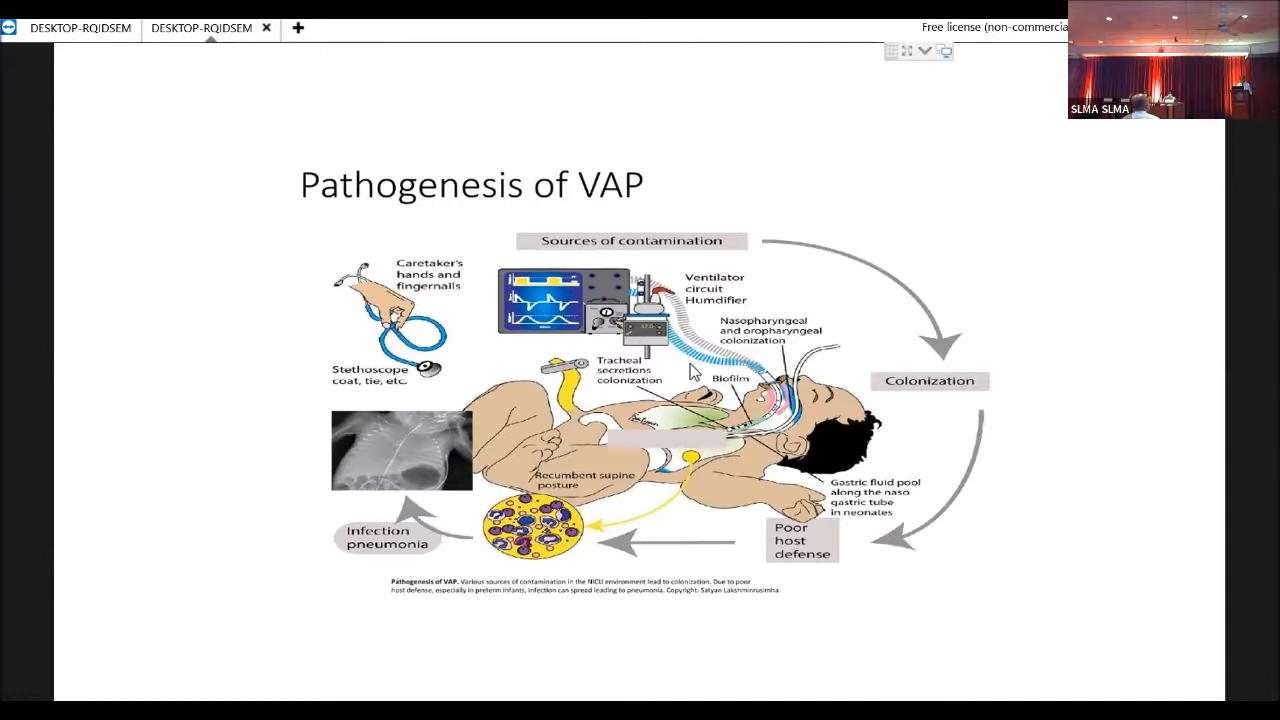 DESKTOP-RQIDSEM
DESKTOP-RQIDSEM
Free license (non-commercia
SLMA SLMA
Pathogenesis of VAP
Sources of contamination
Caretaker's
hands and
fingernails
Ventilator
circuit
Humdifier
Nasopharyngeal
and oropharyngeal
colonization
Tracheal
secretions
colonization
Biofilm
Stethoscope
coat, tie, etc.
Colonization
Recumbent supine
posture
Gastric fluid pool
along the naso
gastric tube
in neonates
Poor
host
defense
Infection
pneumonia
Pathogenesis of VAP. Various sources of contamination in the NICU environment lead to colonization. Due to poor
host defense, especially in preterm infants, infection can spread leading to pneumonia. Copyright: Satyan Lakshminrusimha.